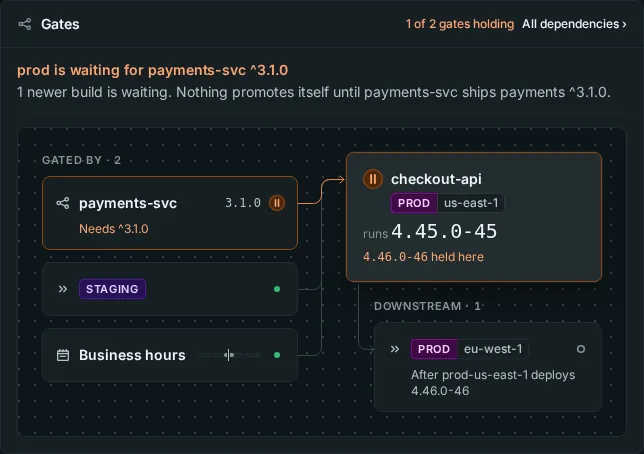 Gates
1 of 2 gates holding All dependencies ›
prod is waiting for payments-svc ^3.1.0
1 newer build is waiting. Nothing promotes itself until payments-svc ships payments ^3.1.0.
GATED BY · 2
payments-svc 3.1.0
Needs ^3.1.0
STAGING
Business hours
checkout-api
PROD us-east-1
runs 4.45.0-45
4.46.0-46 held here
DOWNSTREAM · 1
PROD eu-west-1
After prod-us-east-1 deploys
4.46.0-46